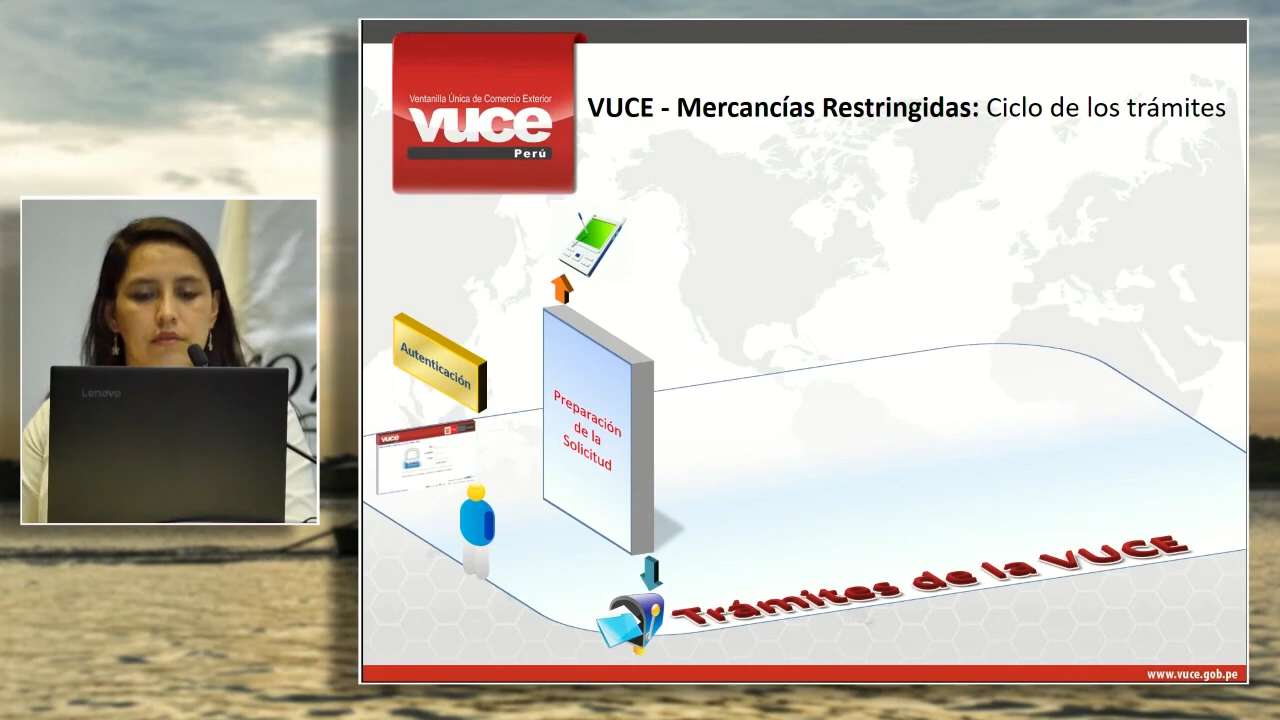 Ventanilla Única de Comercio Exterior
vuce
Perú
VUCE - Mercancías Restringidas: Ciclo de los trámites
Autenticación
Preparación
de la
Solicitud
vuce
Lenovo
Trámites de la VUCE
www.vuce.gob.pe